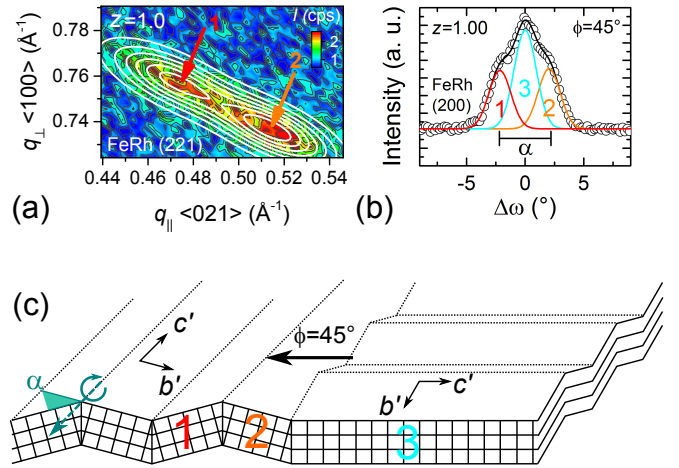 (a)
z=1.0
1
2
I (cps)
2
1
FeRh (221)
0.78
0.76
0.74
q⊥ <100> (Å⁻¹)
0.44 0.46 0.48 0.50 0.52 0.54
q|| <021> (Å⁻¹)
(b)
z=1.00
ϕ=45°
FeRh
(200)
1
3
2
α
Intensity (a. u.)
-5 0 5
Δω (°)
(c)
ϕ=45°
c'
b'
c'
b'
α
1
2
3